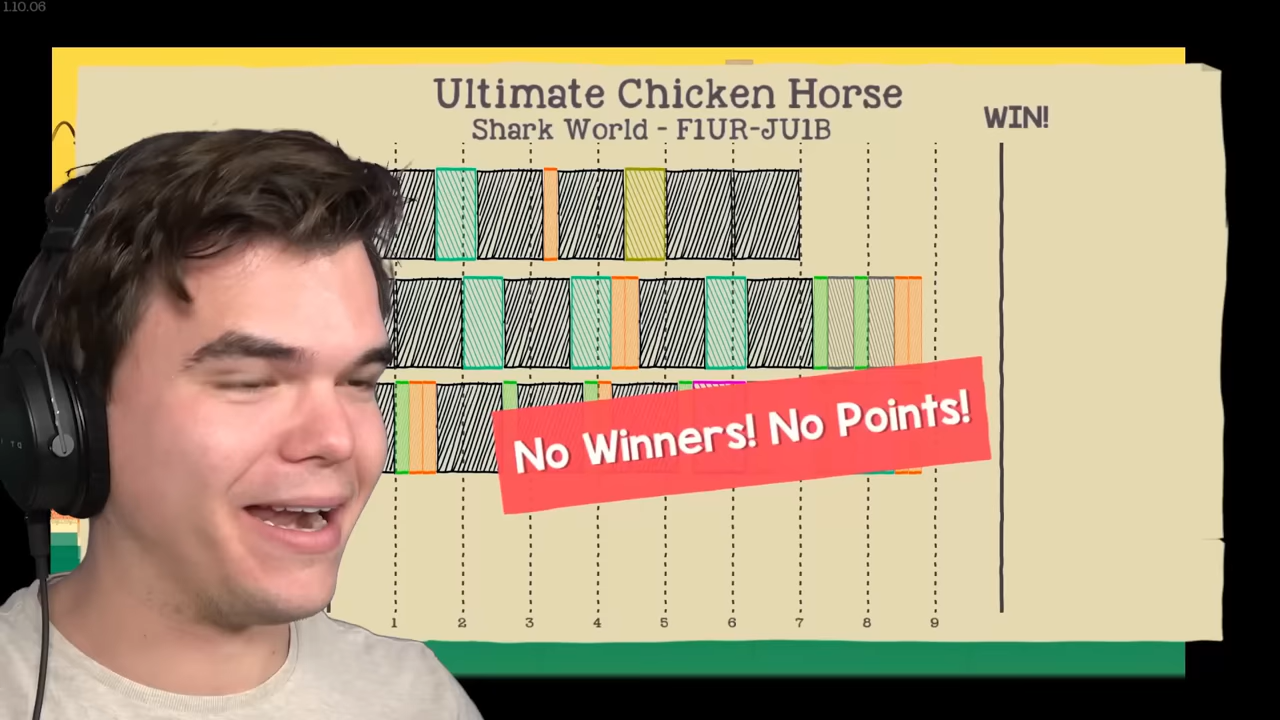 1.10.06
Ultimate Chicken Horse
Shark World - F1UR-JU1B
WIN!
No Winners! No Points!
1 2 3 4 5 6 7 8 9